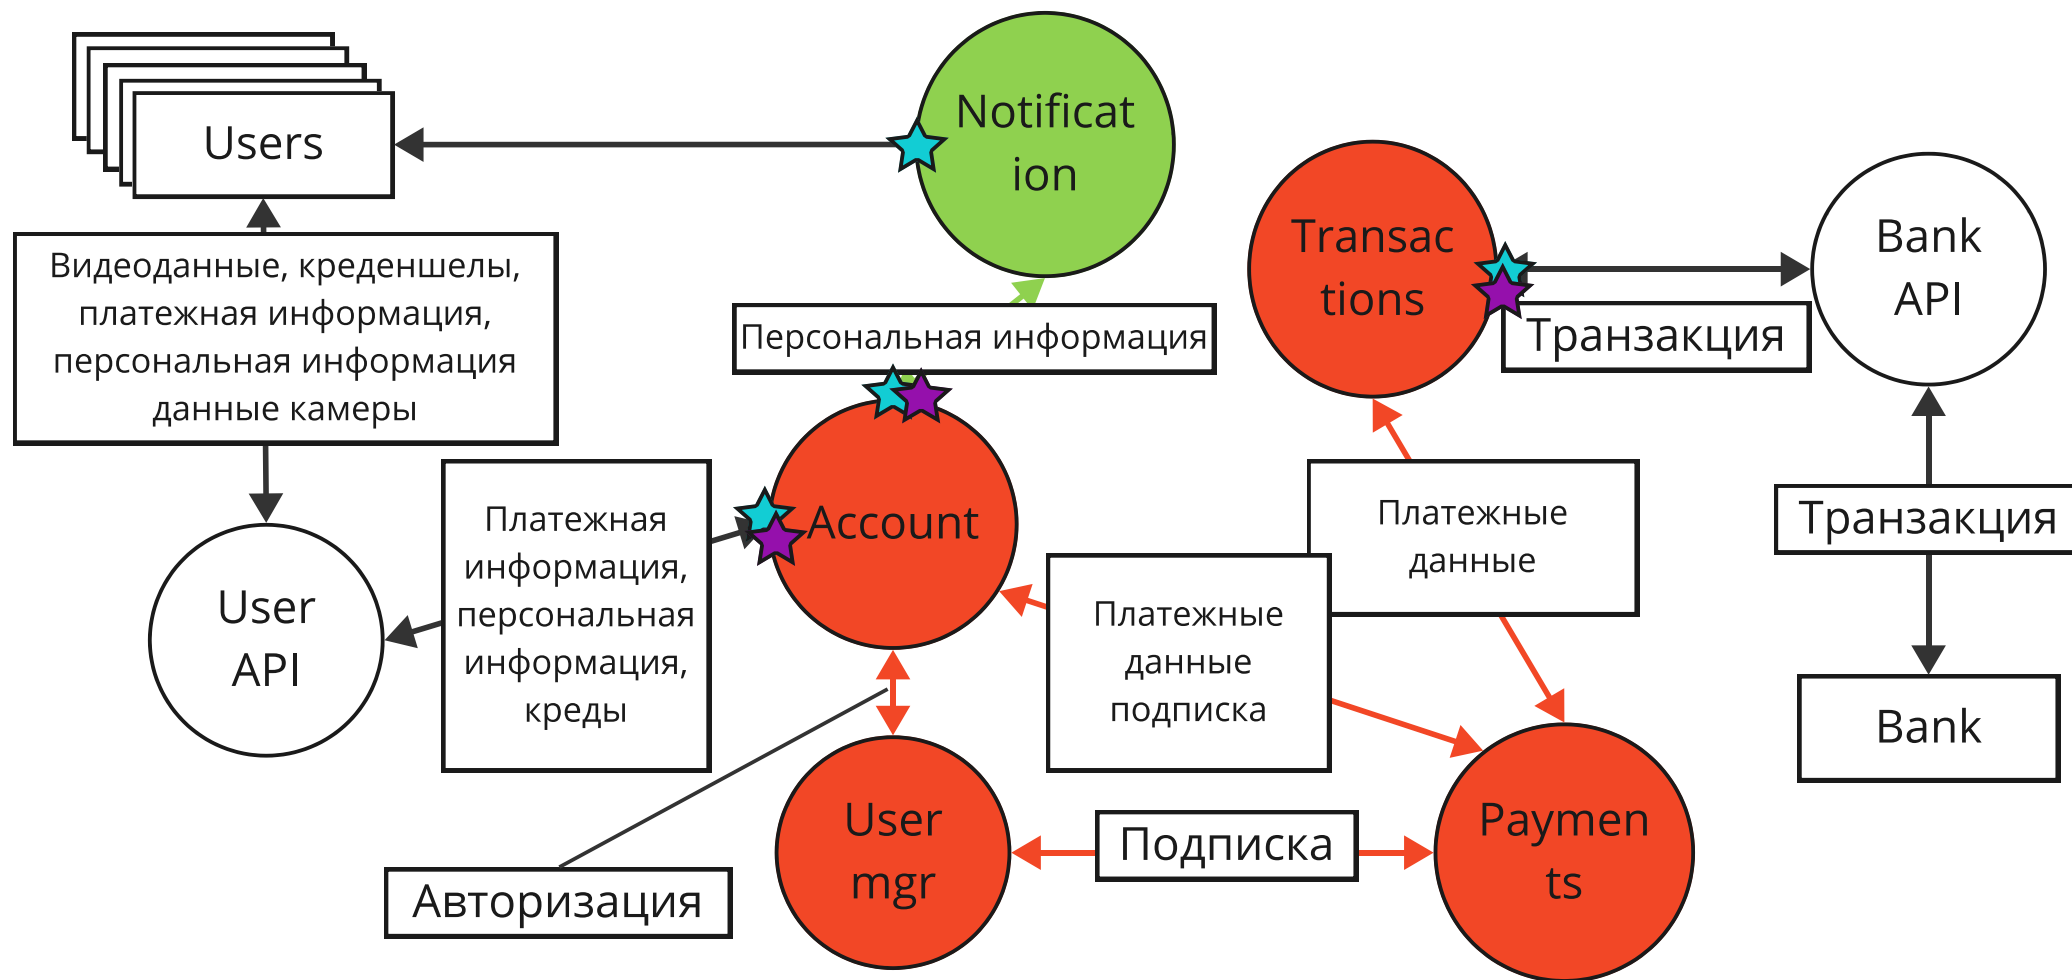 Users
Notificat
ion
Transac
tions
Bank
API
Видеоданные, креденшелы,
платежная информация,
персональная информация
данные камеры
Персональная информация
Транзакция
Account
Платежная
информация,
персональная
информация,
креды
Платежные
данные
Транзакция
User
API
Платежные
данные
подписка
Bank
User
mgr
Подписка
Paymen
ts
Авторизация